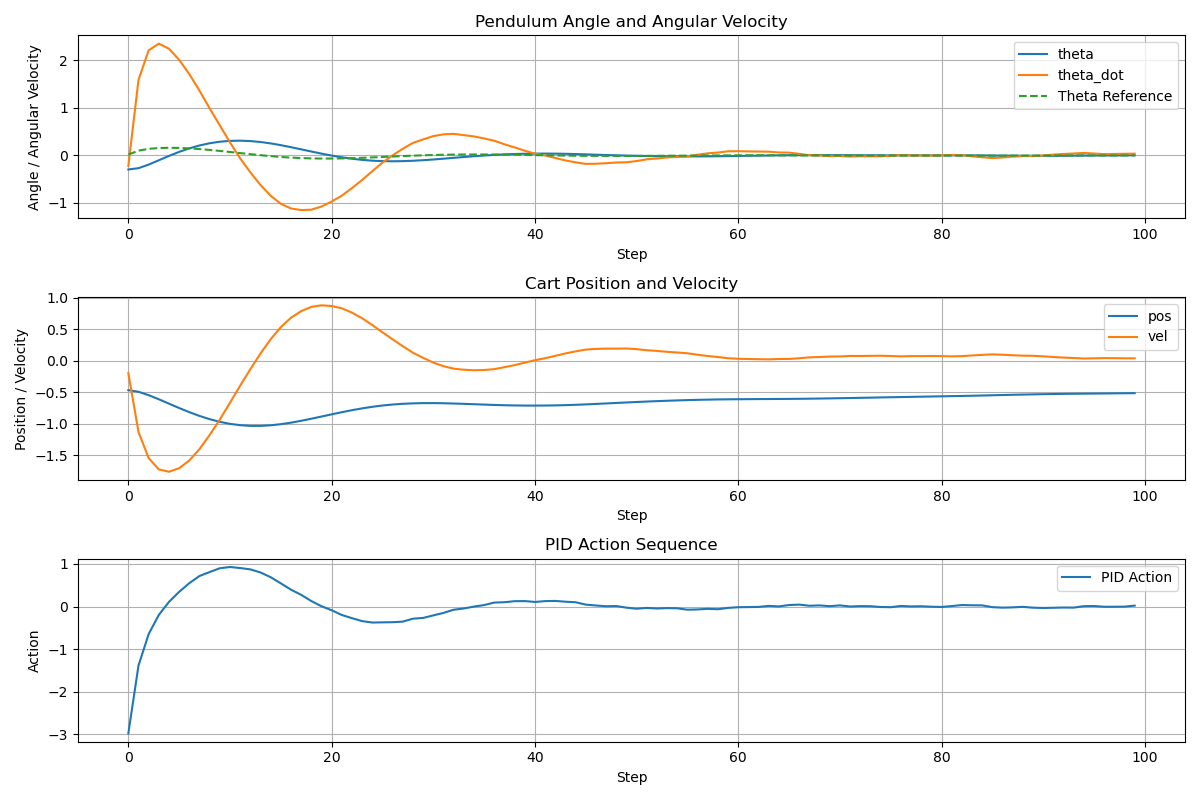 Pendulum Angle and Angular Velocity
Angle / Angular Velocity
2
1
0
−1
theta
theta_dot
Theta Reference
0 20 40 60 80 100
Step
Cart Position and Velocity
Position / Velocity
1.0
0.5
0.0
−0.5
−1.0
−1.5
pos
vel
0 20 40 60 80 100
Step
PID Action Sequence
Action
1
0
−1
−2
−3
PID Action
0 20 40 60 80 100
Step